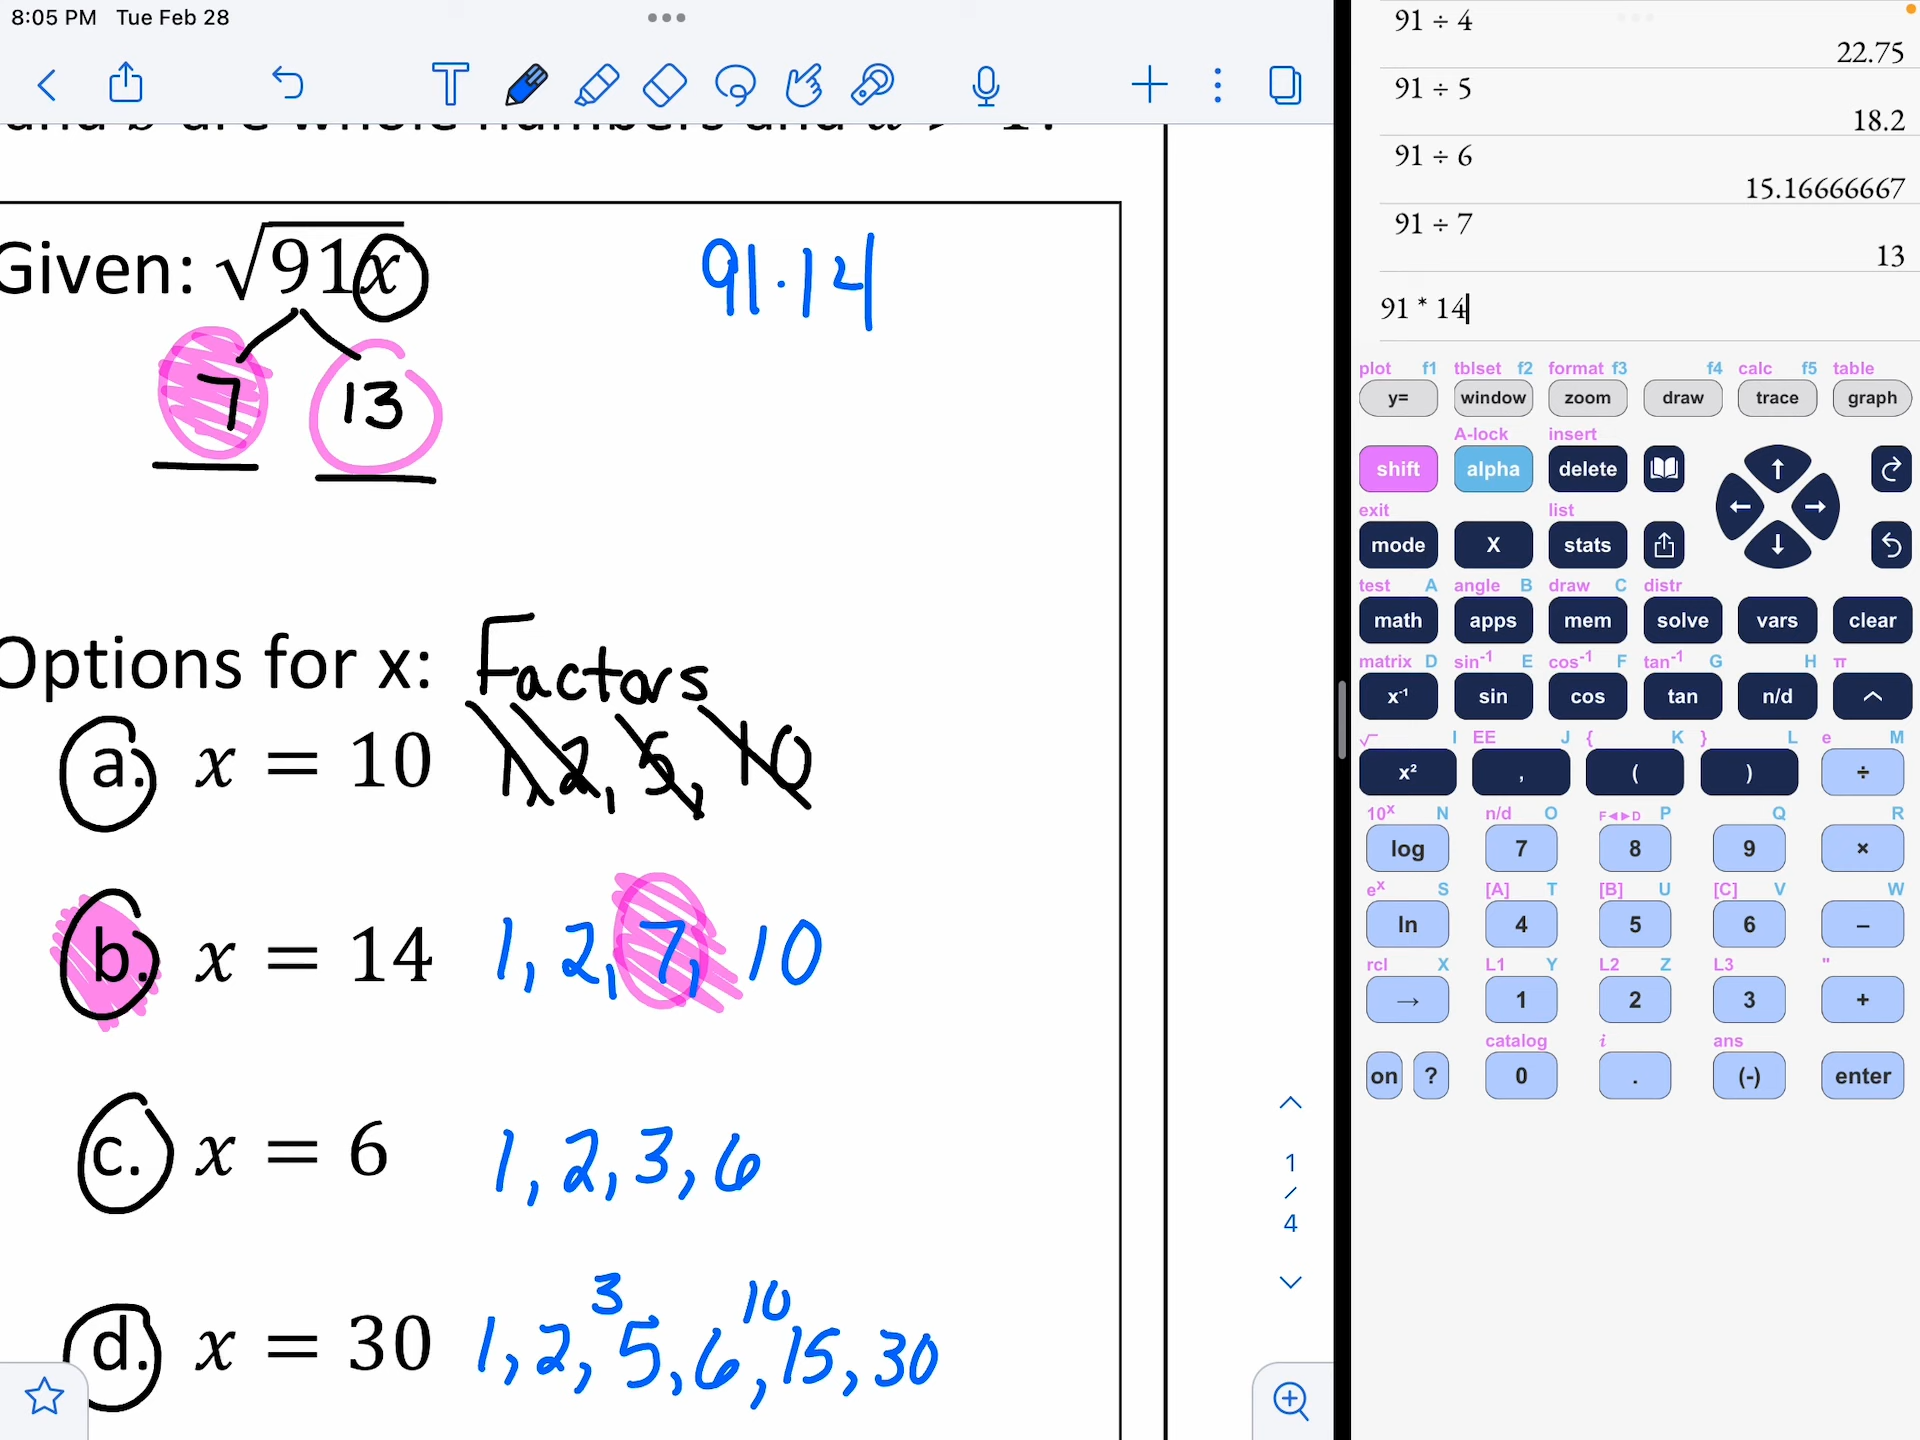 8:05 PM Tue Feb 28
T
and b are whole numbers and a > 1?
Given: √91x
91·14
7 13
Options for x: Factors
a. x = 10 1, 2, 5, 10
b. x = 14 1, 2, 7, 10
c. x = 6 1, 2, 3, 6
3 10
d. x = 30 1, 2, 5, 6, 15, 30
1
/
4
91 ÷ 4
22.75
91 ÷ 5
18.2
91 ÷ 6
15.16666667
91 ÷ 7
13
91 * 14
plot f1 tblset f2 format f3 f4 calc f5 table
y= window zoom draw trace graph
A-lock insert
shift alpha delete
exit list
mode X stats
test A angle B draw C distr
math apps mem solve vars clear
matrix D sin⁻¹ E cos⁻¹ F tan⁻¹ G H π
x⁻¹ sin cos tan n/d ^
√ I EE J { K } L e M
x² , ( ) ÷
10ˣ N n/d O F◄►D P Q R
log 7 8 9 ×
eˣ S [A] T [B] U [C] V W
ln 4 5 6 −
rcl X L1 Y L2 Z L3 "
→ 1 2 3 +
catalog i ans
on ? 0 . (-) enter